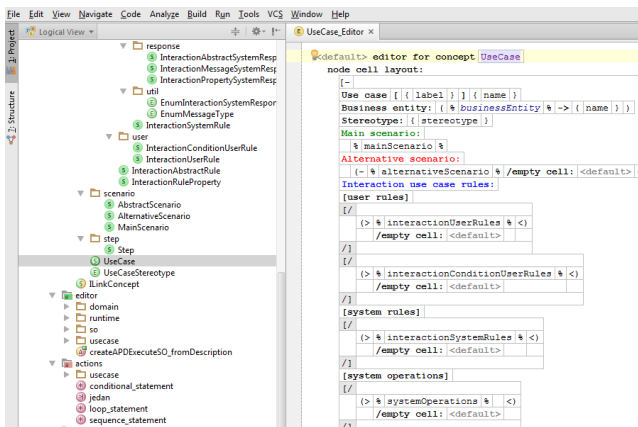 File Edit View Navigate Code Analyze Build Run Tools VCS Window Help
1: Project
2: Structure
Logical View
UseCase_Editor ×
response
InteractionAbstractSystemResp
InteractionMessageSystemResp
InteractionPropertySystemResp
util
EnumInteractionSystemRespor
EnumMessageType
InteractionSystemRule
user
InteractionConditionUserRule
InteractionUserRule
InteractionAbstractRule
InteractionRuleProperty
scenario
AbstractScenario
AlternativeScenario
MainScenario
step
Step
UseCase
UseCaseStereotype
ILinkConcept
editor
domain
runtime
so
usecase
createAPDExecuteSO_fromDescription
actions
usecase
conditional_statement
jedan
loop_statement
sequence_statement
<default> editor for concept UseCase
node cell layout:
[-
Use case [ { label } ] { name }
Business entity: ( % businessEntity % -> { name } )
Stereotype: { stereotype }
Main scenario:
% mainScenario %
Alternative scenario:
(- % alternativeScenario % /empty cell: <default>
Interaction use case rules:
[user rules]
[/
(> % interactionUserRules % <)
/empty cell: <default>
/]
[/
(> % interactionConditionUserRules % <)
/empty cell: <default>
/]
[system rules]
[/
(> % interactionSystemRules % <)
/empty cell: <default>
/]
[system operations]
[/
(> % systemOperations % <)
/empty cell: <default>
/]